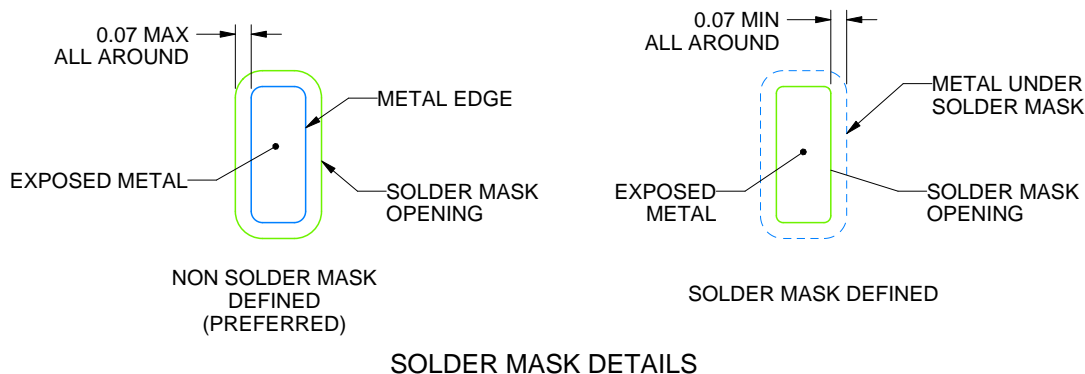 0.07 MAX
ALL AROUND
METAL EDGE
EXPOSED METAL
SOLDER MASK
OPENING
NON SOLDER MASK
DEFINED
(PREFERRED)
0.07 MIN
ALL AROUND
METAL UNDER
SOLDER MASK
EXPOSED
METAL
SOLDER MASK
OPENING
SOLDER MASK DEFINED
SOLDER MASK DETAILS